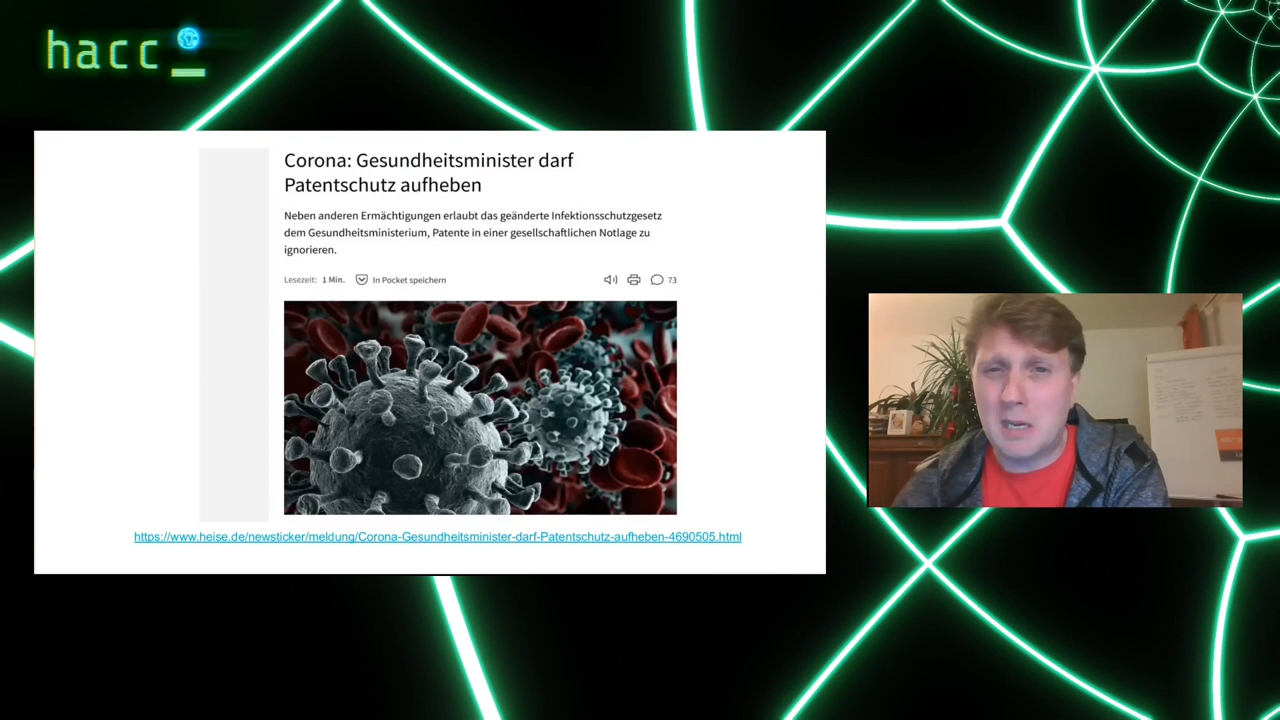 hacc
Corona: Gesundheitsminister darf
Patentschutz aufheben
Neben anderen Ermächtigungen erlaubt das geänderte Infektionsschutzgesetz
dem Gesundheitsministerium, Patente in einer gesellschaftlichen Notlage zu
ignorieren.
Lesezeit: 1 Min. In Pocket speichern 73
https://www.heise.de/newsticker/meldung/Corona-Gesundheitsminister-darf-Patentschutz-aufheben-4690505.html